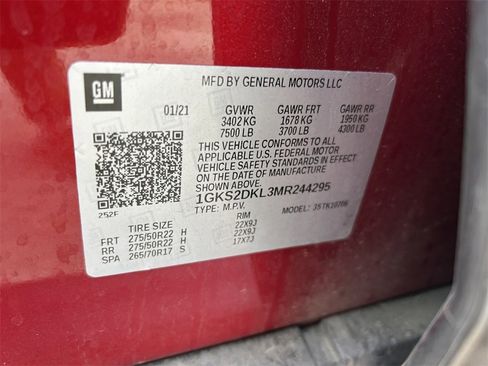 GM
MFD BY GENERAL MOTORS LLC
01/21 GVWR GAWR FRT GAWR RR
3402 KG 1678 KG 1950 KG
7500 LB 3700 LB 4300 LB
THIS VEHICLE CONFORMS TO ALL
APPLICABLE U.S. FEDERAL MOTOR
VEHICLE SAFETY STANDARDS IN EFFECT
ON THE DATE OF MANUFACTURE
SHOWN ABOVE.
1GKS2DKL3MR244295
TYPE: M.P.V. MODEL:
252F
TIRE SIZE RIM
FRT 275/50R22 H 22X9J
RR 275/50R22 H 22X9J
SPA 265/70R17 S 17X7J